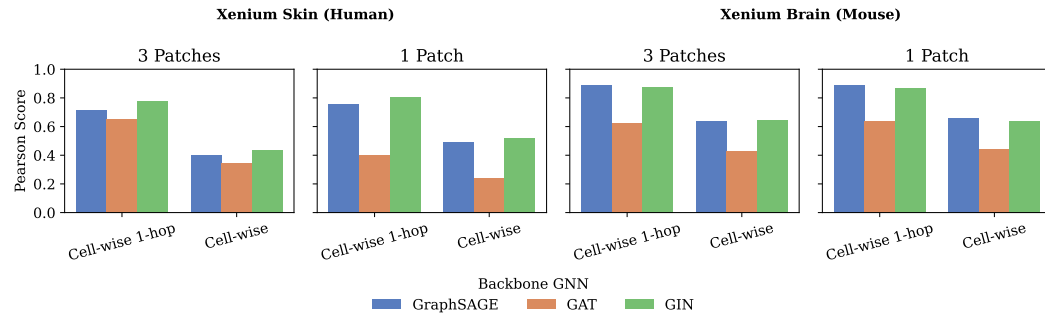 Xenium Skin (Human)
Xenium Brain (Mouse)
3 Patches
1 Patch
3 Patches
1 Patch
Pearson Score
1.0
0.8
0.6
0.4
0.2
0.0
Cell-wise 1-hop
Cell-wise
Cell-wise 1-hop
Cell-wise
Cell-wise 1-hop
Cell-wise
Cell-wise 1-hop
Cell-wise
Backbone GNN
GraphSAGE
GAT
GIN